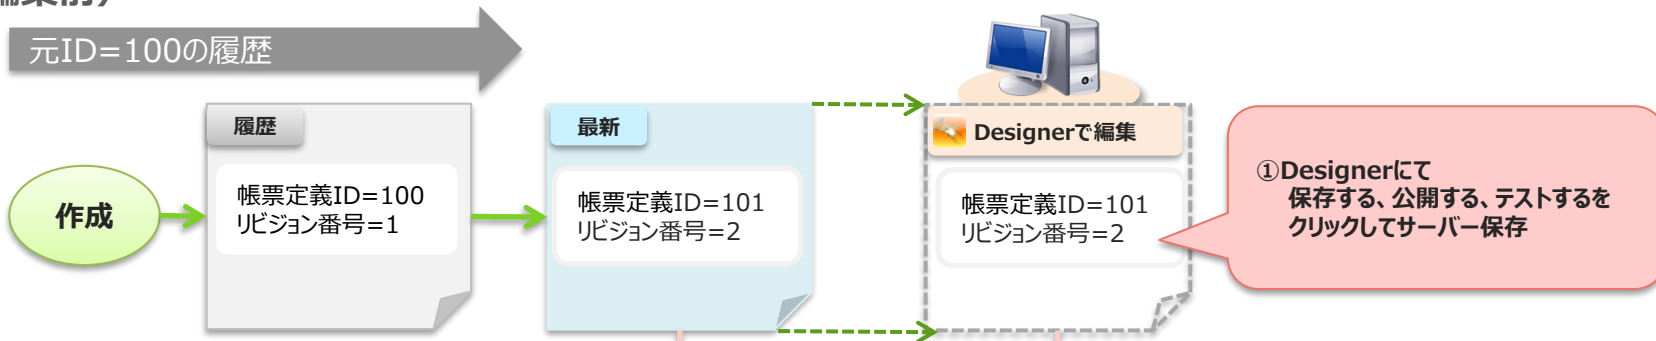 元ID=100の履歴
履歴
最新
Designerで編集
作成
帳票定義ID=100
リビジョン番号=1
帳票定義ID=101
リビジョン番号=2
帳票定義ID=101
リビジョン番号=2
①Designerにて
保存する、公開する、テストするを
クリックしてサーバー保存